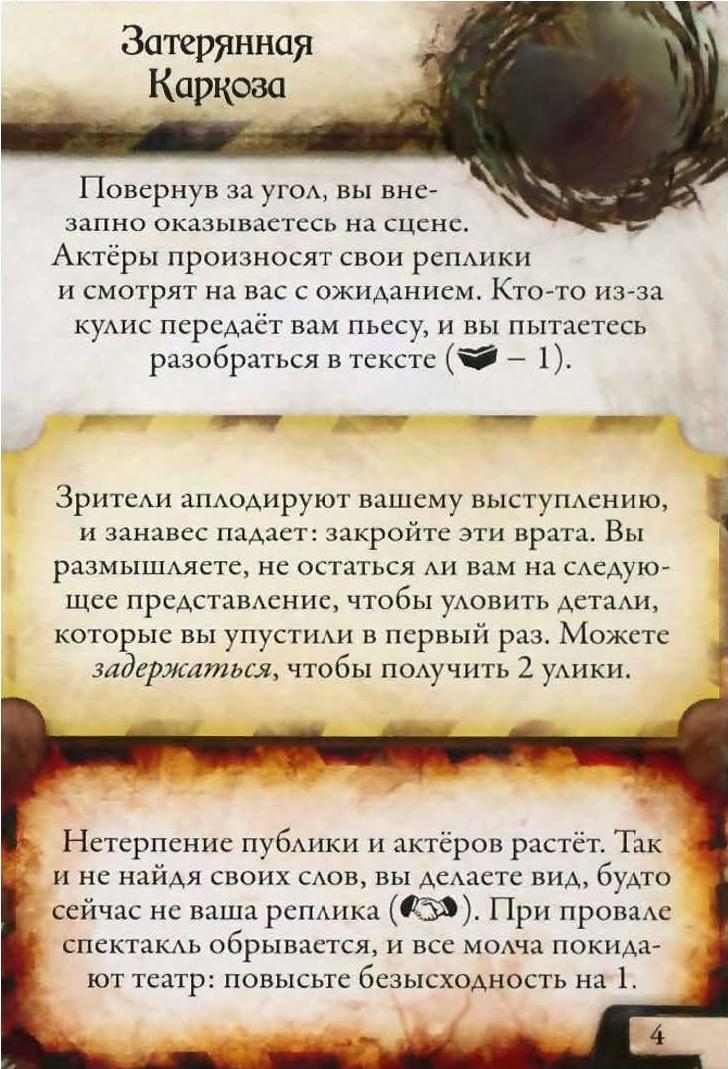 Затерянная
Каркоза
Повернув за угол, вы вне-
запно оказываетесь на сцене.
Актёры произносят свои реплики
и смотрят на вас с ожиданием. Кто-то из-за
кулис передаёт вам пьесу, и вы пытаетесь
разобраться в тексте ( – 1).
Зрители аплодируют вашему выступлению,
и занавес падает: закройте эти врата. Вы
размышляете, не остаться ли вам на следую-
щее представление, чтобы уловить детали,
которые вы упустили в первый раз. Можете
задержаться, чтобы получить 2 улики.
Нетерпение публики и актёров растёт. Так
и не найдя своих слов, вы делаете вид, будто
сейчас не ваша реплика ( ). При провале
спектакль обрывается, и все молча покида-
ют театр: повысьте безысходность на 1.
4